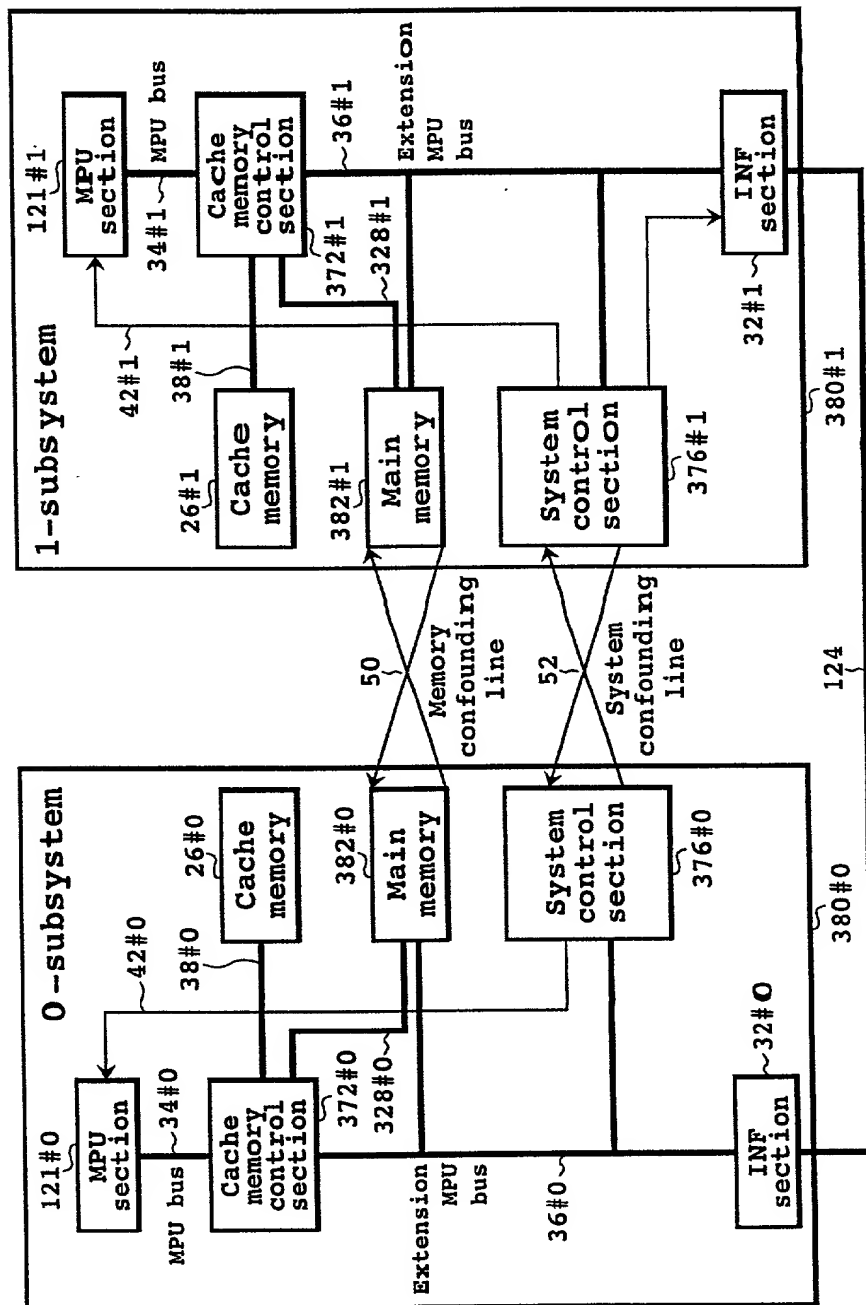 0-subsystem
121#0
MPU
section
MPU bus
34#0
42#0
Cache
memory
control
section
372#0
38#0
26#0
Cache
memory
328#0
382#0
Main
memory
Extension
MPU
bus
36#0
System
control
section
376#0
INF
section
32#0
380#0
50
Memory
confounding
line
52
System
confounding
line
124
1-subsystem
121#1
MPU
section
34#1
MPU bus
42#1
Cache
memory
control
section
372#1
38#1
26#1
Cache
memory
328#1
382#1
Main
memory
36#1
Extension
MPU
bus
System
control
section
376#1
INF
section
32#1
380#1